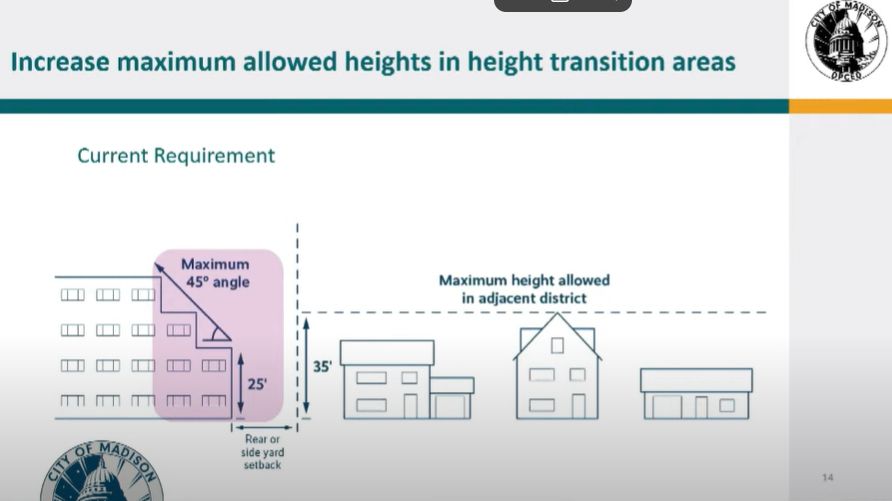 Increase maximum allowed heights in height transition areas
CITY OF MADISON
DPCED
Current Requirement
Maximum
45° angle
Maximum height allowed
in adjacent district
35'
25'
Rear or
side yard
setback
CITY OF MADISON
14